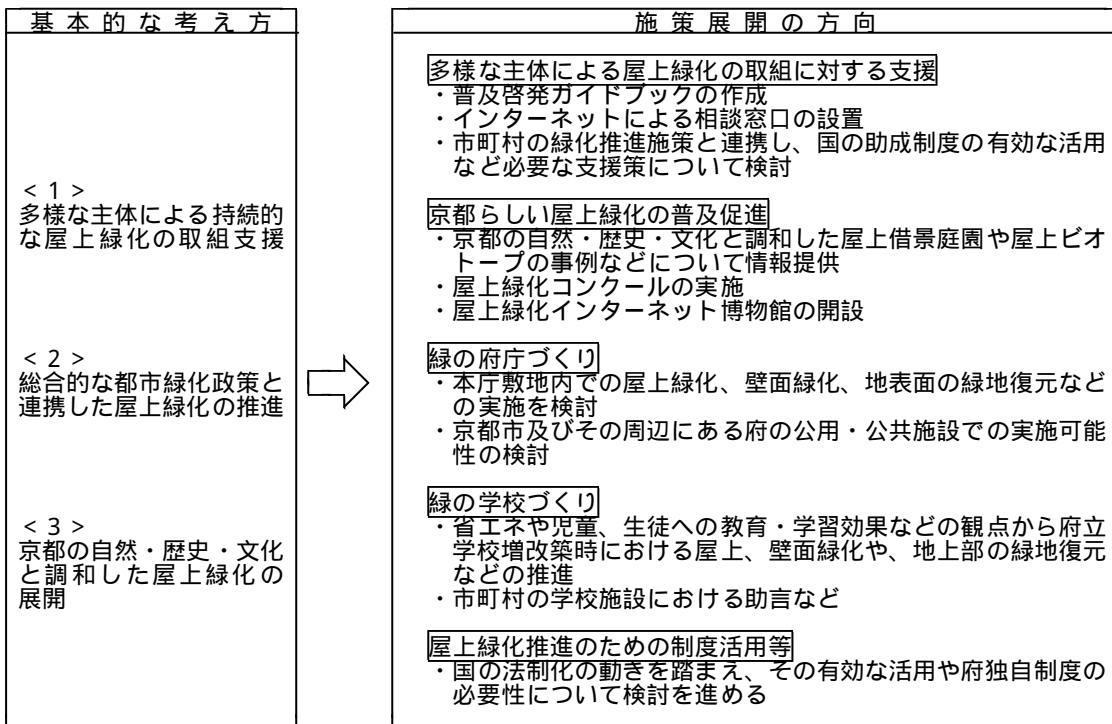 基本的な考え方
<1>
多様な主体による持続的
な屋上緑化の取組支援
<2>
総合的な都市緑化政策と
連携した屋上緑化の推進
<3>
京都の自然・歴史・文化
と調和した屋上緑化の
展開
施策展開の方向
多様な主体による屋上緑化の取組に対する支援
・普及啓発ガイドブックの作成
・インターネットによる相談窓口の設置
・市町村の緑化推進施策と連携し、国の助成制度の有効な活用
など必要な支援策について検討
京都らしい屋上緑化の普及促進
・京都の自然・歴史・文化と調和した屋上借景庭園や屋上ビオ
トープの事例などについて情報提供
・屋上緑化コンクールの実施
・屋上緑化インターネット博物館の開設
緑の府庁づくり
・本庁敷地内での屋上緑化、壁面緑化、地表面の緑地復元など
の実施を検討
・京都市及びその周辺にある府の公用・公共施設での実施可能
性の検討
緑の学校づくり
・省エネや児童、生徒への教育・学習効果などの観点から府立
学校増改築時における屋上、壁面緑化や、地上部の緑地復元
などの推進
・市町村の学校施設における助言など
屋上緑化推進のための制度活用等
・国の法制化の動きを踏まえ、その有効な活用や府独自制度の
必要性について検討を進める